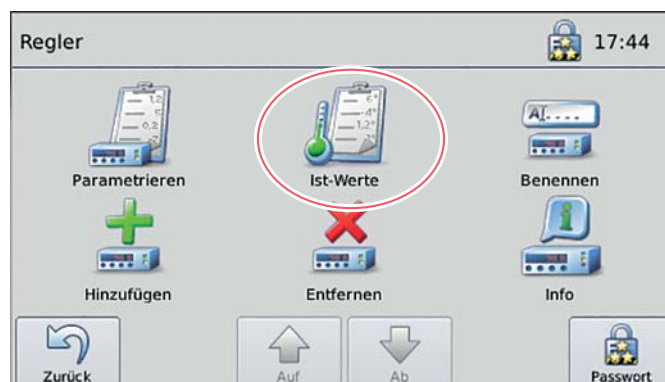 Regler 17:44
Parametrieren Ist-Werte Benennen
Hinzufügen Entfernen Info
Zurück Auf Ab Passwort